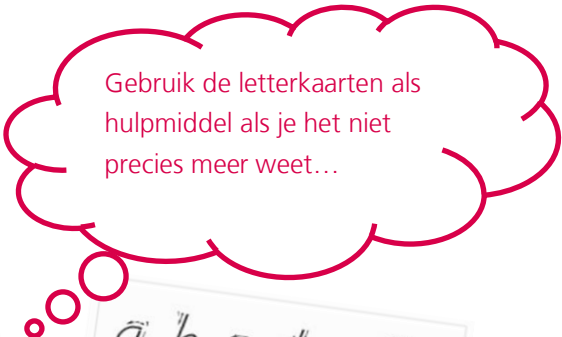 Gebruik de letterkaarten als
hulpmiddel als je het niet
precies meer weet…